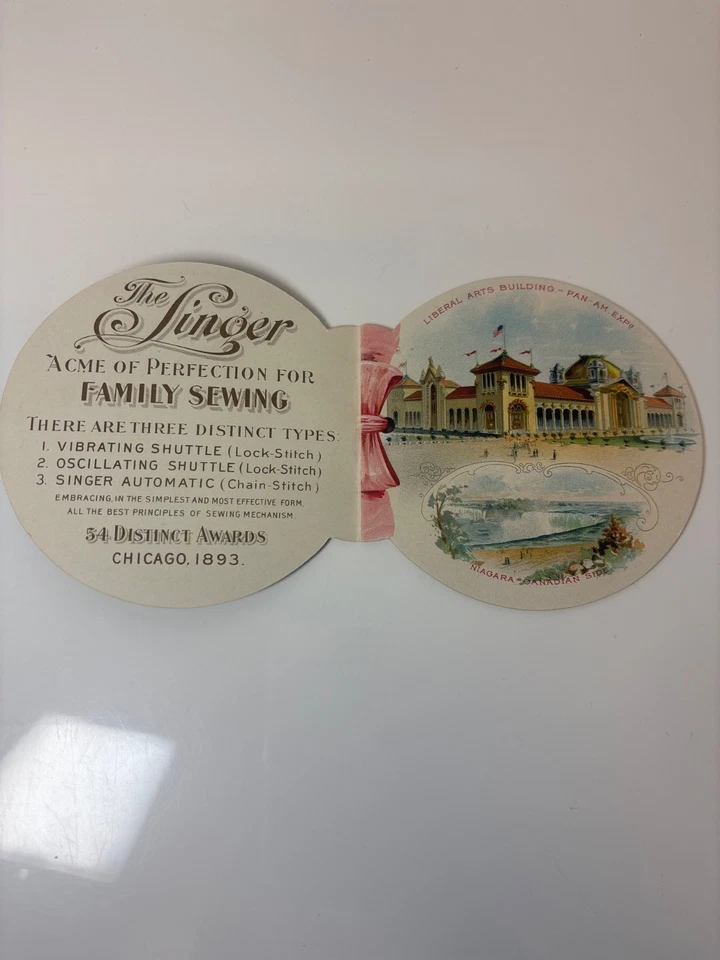 The Singer
ACME OF PERFECTION FOR
FAMILY SEWING
THERE ARE THREE DISTINCT TYPES:
1. VIBRATING SHUTTLE (Lock-Stitch)
2. OSCILLATING SHUTTLE (Lock-Stitch)
3. SINGER AUTOMATIC (Chain-Stitch)
EMBRACING, IN THE SIMPLEST AND MOST EFFECTIVE FORM,
ALL THE BEST PRINCIPLES OF SEWING MECHANISM.
54 DISTINCT AWARDS
CHICAGO, 1893.
LIBERAL ARTS BUILDING.- PAN-AM. EXPO
NIAGARA - CANADIAN SIDE